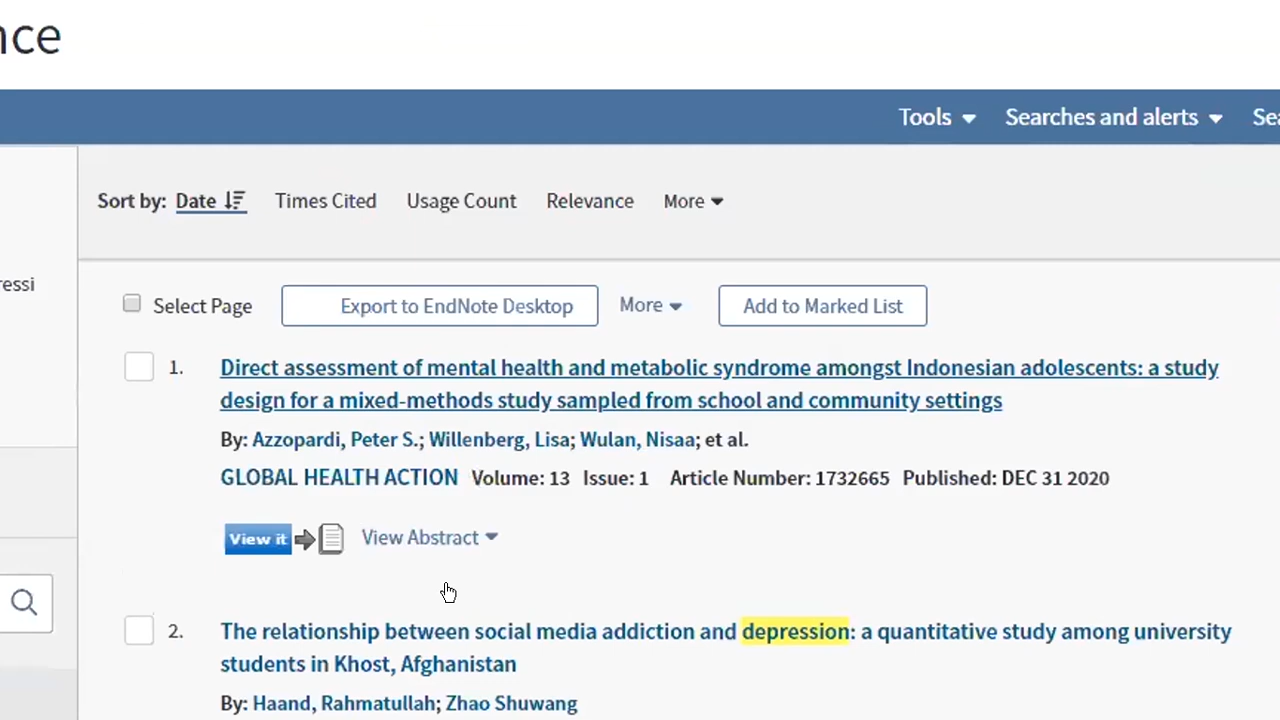 nce
Tools Searches and alerts Sea
Sort by: Date Times Cited Usage Count Relevance More
ressi
Select Page Export to EndNote Desktop More Add to Marked List
1. Direct assessment of mental health and metabolic syndrome amongst Indonesian adolescents: a study
design for a mixed-methods study sampled from school and community settings
By: Azzopardi, Peter S.; Willenberg, Lisa; Wulan, Nisaa; et al.
GLOBAL HEALTH ACTION Volume: 13 Issue: 1 Article Number: 1732665 Published: DEC 31 2020
View it View Abstract
2. The relationship between social media addiction and depression: a quantitative study among university
students in Khost, Afghanistan
By: Haand, Rahmatullah; Zhao Shuwang